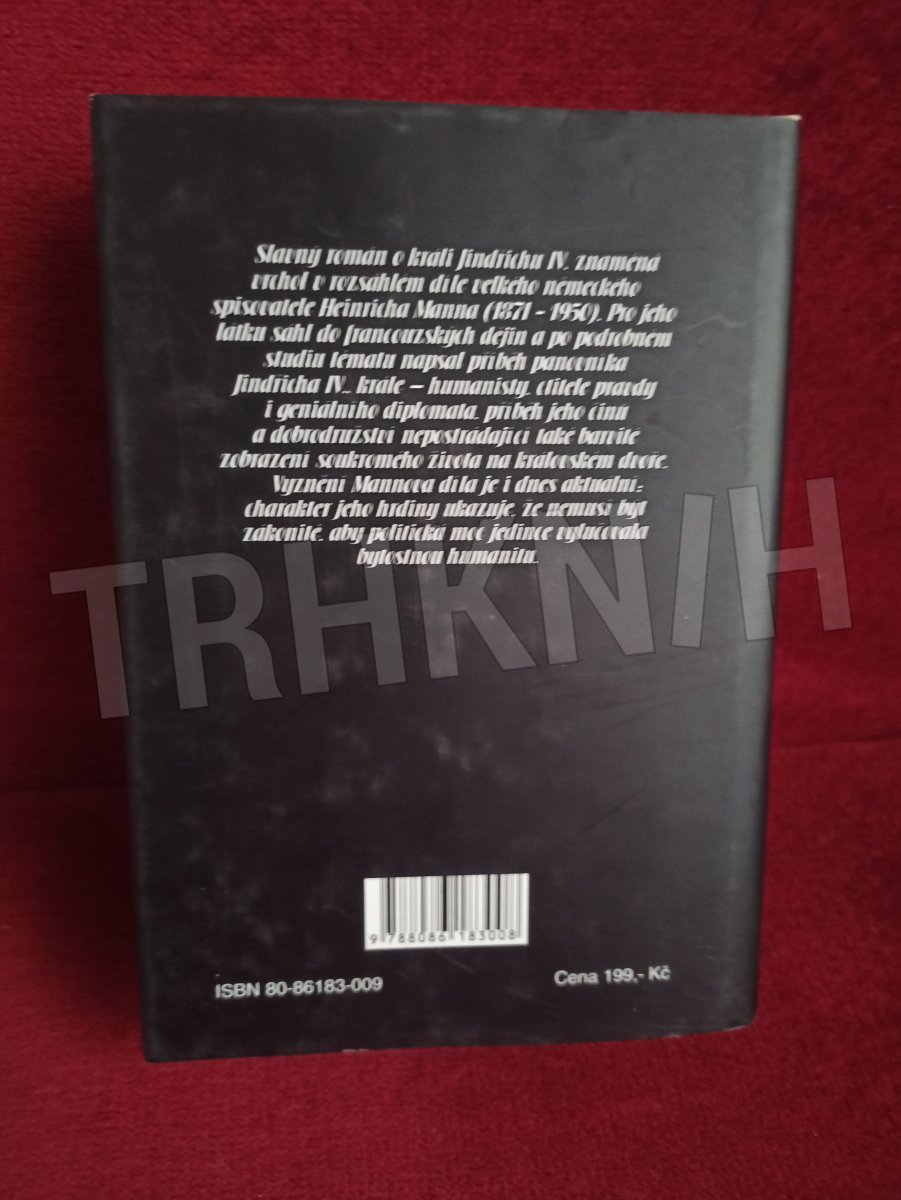 Slavný román o králi Jindřichu IV. znamená
vrchol v rozsáhlém díle velkého německého
spisovatele Heinricha Manna (1871 - 1950). Pro jeho
látku sáhl do francouzských dějin a po podrobném
studiu tématu napsal příběh panovníka
Jindřicha IV., krále – humanisty, ctitele pravdy
i geniálního diplomata, příběh jeho činů
a dobrodružství nepostrádající také barvité
zobrazení soukromého života na královském dvoře.
Vyznění Mannova díla je i dnes aktuální:
charakter jeho hrdiny ukazuje, že nemusí být
zákonité, aby politická moc jedince vylučovala
bytostnou humanitu.
TRHKNIH
9 788086 183008
ISBN 80-86183-009
Cena 199,- Kč